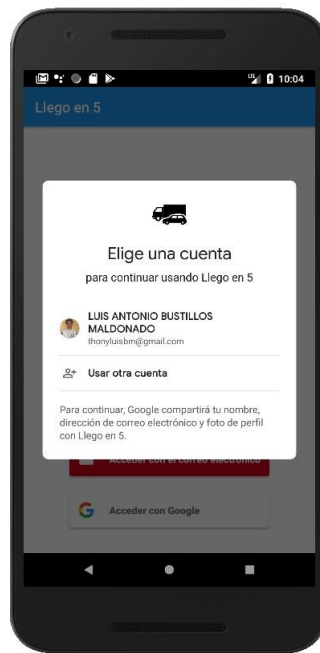 10:04
Llego en 5
Elige una cuenta
para continuar usando Llego en 5
LUIS ANTONIO BUSTILLOS
MALDONADO
thonyluisbm@gmail.com
Usar otra cuenta
Para continuar, Google compartirá tu nombre,
dirección de correo electrónico y foto de perfil
con Llego en 5.
Acceder con el correo electrónico
Acceder con Google